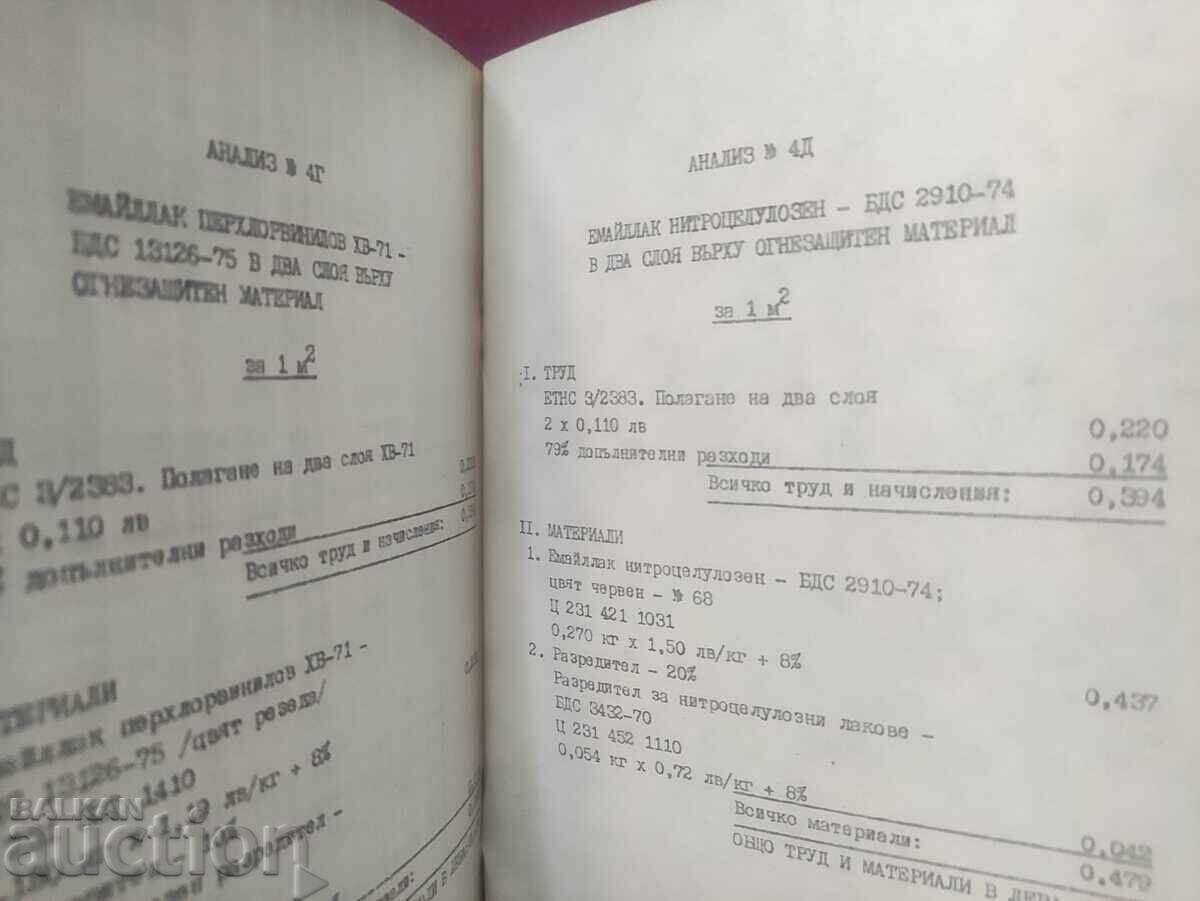 АНАЛИЗ № 4Г
ЕМАЙЛЛАК ПЕРХЛОРВИНИЛОВ ХВ-71 -
БДС 13126-75 В ДВА СЛОЯ ВЪРХУ
ОГНЕЗАЩИТЕН МАТЕРИАЛ
за 1 м²
Д
С 3/2383. Полагане на два слоя ХВ-71
0,110 лв
допълнителни разходи
Всичко труд и начисления:
ТЕРИАЛИ
перхлорвинилов ХВ-71 -
13126-75 /цвят резеда/
1410
лв/кг + 8%
АНАЛИЗ № 4Д
ЕМАЙЛЛАК НИТРОЦЕЛУЛОЗЕН - БДС 2910-74
В ДВА СЛОЯ ВЪРХУ ОГНЕЗАЩИТЕН МАТЕРИАЛ
за 1 м²
I. ТРУД
ЕТНС 3/2383. Полагане на два слоя
2 x 0,110 лв 0,220
79% допълнителни разходи 0,174
Всичко труд и начисления: 0,394
II. МАТЕРИАЛИ
1. Емайллак нитроцелулозен - БДС 2910-74;
цвят червен - № 68
Ц 231 421 1031
0,270 кг x 1,50 лв/кг + 8% 0,437
2. Разредител - 20%
Разредител за нитроцелулозни лакове -
БДС 3432-70
Ц 231 452 1110
0,054 кг x 0,72 лв/кг + 8% 0,042
Всичко материали: 0,479
ОБЩО ТРУД И МАТЕРИАЛИ В ЛЕВА
BALKAN
auction